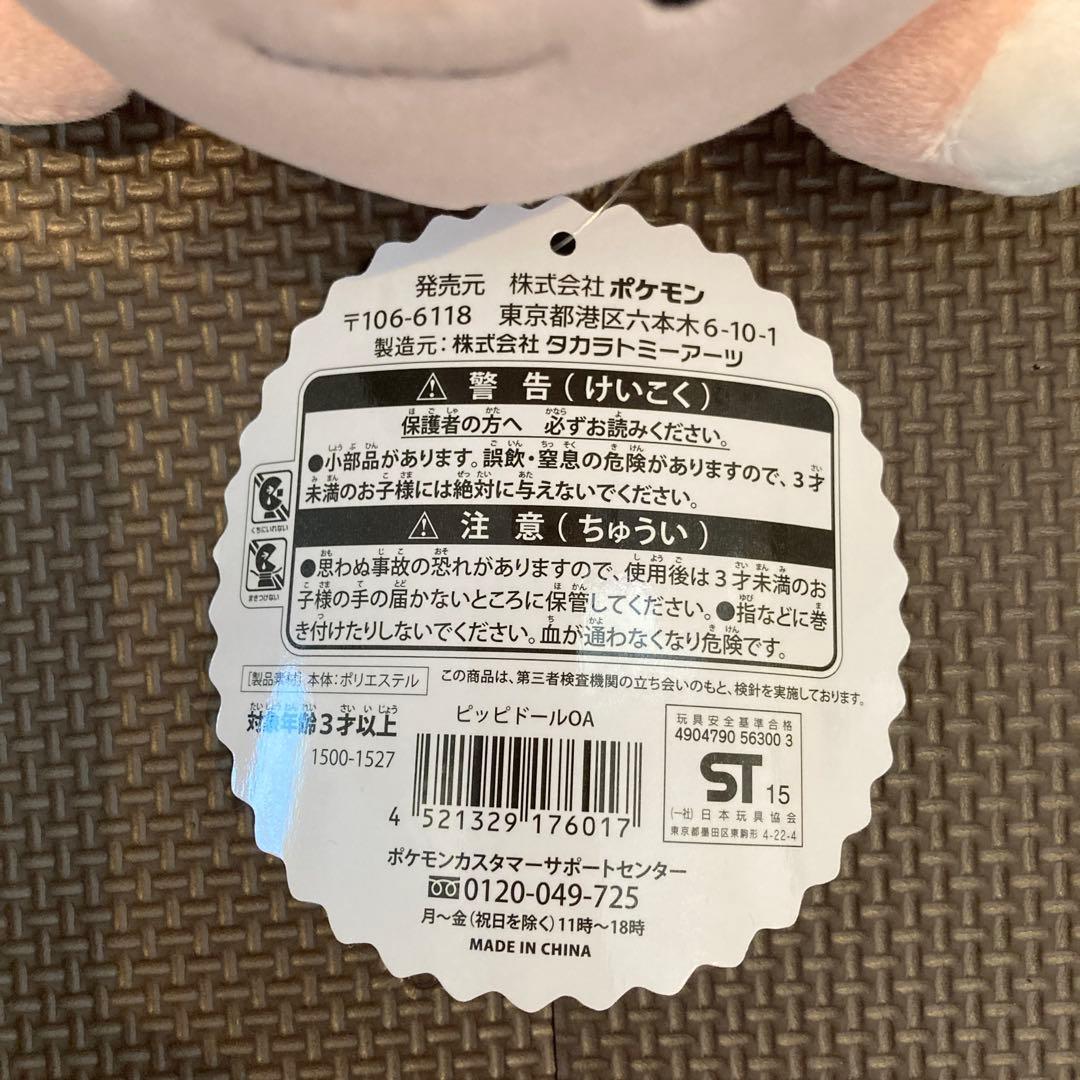 発売元 株式会社 ポケモン
〒106-6118 東京都港区六本木6-10-1
製造元：株式会社 タカラトミーアーツ
⚠ 警 告（けいこく）
保護者の方へ 必ずお読みください。
●小部品があります。誤飲・窒息の危険がありますので、3才
未満のお子様には絶対に与えないでください。
くちにいれない
⚠ 注 意（ちゅうい）
●思わぬ事故の恐れがありますので、使用後は3才未満のお
子様の手の届かないところに保管してください。●指などに巻
き付けたりしないでください。血が通わなくなり危険です。
まきつけない
[製品素材] 本体：ポリエステル
この商品は、第三者検査機関の立ち会いのもと、検針を実施しております。
対象年齢3才以上
1500-1527
ピッピドールOA
4 521329 176017
玩具安全基準合格
4904790 56300 3
ST 15
(一社)日本玩具協会
東京都墨田区東駒形 4-22-4
ポケモンカスタマーサポートセンター
0120-049-725
月〜金（祝日を除く）11時〜18時
MADE IN CHINA